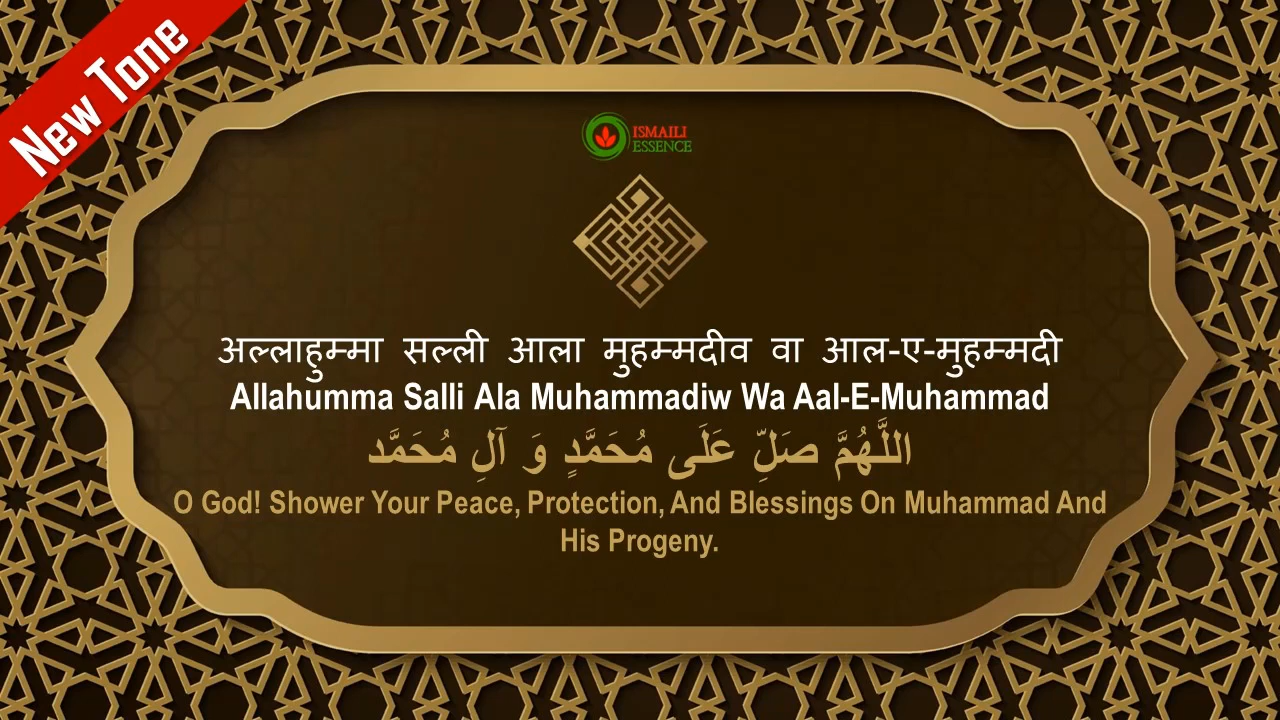 New Tone
ISMAILI
ESSENCE
अल्लाहुम्मा सल्ली आला मुहम्मदीव वा आल-ए-मुहम्मदी
Allahumma Salli Ala Muhammadiw Wa Aal-E-Muhammad
اللَّهُمَّ صَلِّ عَلَى مُحَمَّدٍ وَ آلِ مُحَمَّد
O God! Shower Your Peace, Protection, And Blessings On Muhammad And
His Progeny.